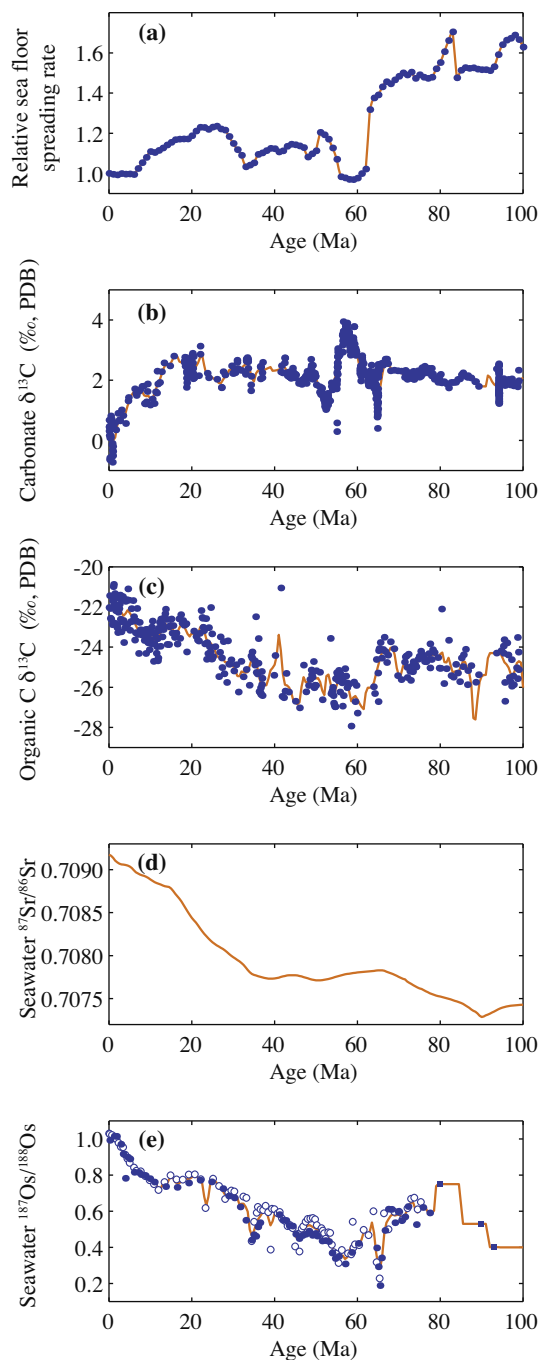 (a)
Relative sea floor
spreading rate
1.6
1.4
1.2
1.0
0 20 40 60 80 100
Age (Ma)
(b)
Carbonate δ¹³C (‰, PDB)
4
2
0
0 20 40 60 80 100
Age (Ma)
(c)
Organic C δ¹³C (‰, PDB)
-20
-22
-24
-26
-28
0 20 40 60 80 100
Age (Ma)
(d)
Seawater ⁸⁷Sr/⁸⁶Sr
0.7090
0.7085
0.7080
0.7075
0 20 40 60 80 100
Age (Ma)
(e)
Seawater ¹⁸⁷Os/¹⁸⁸Os
1.0
0.8
0.6
0.4
0.2
0 20 40 60 80 100
Age (Ma)